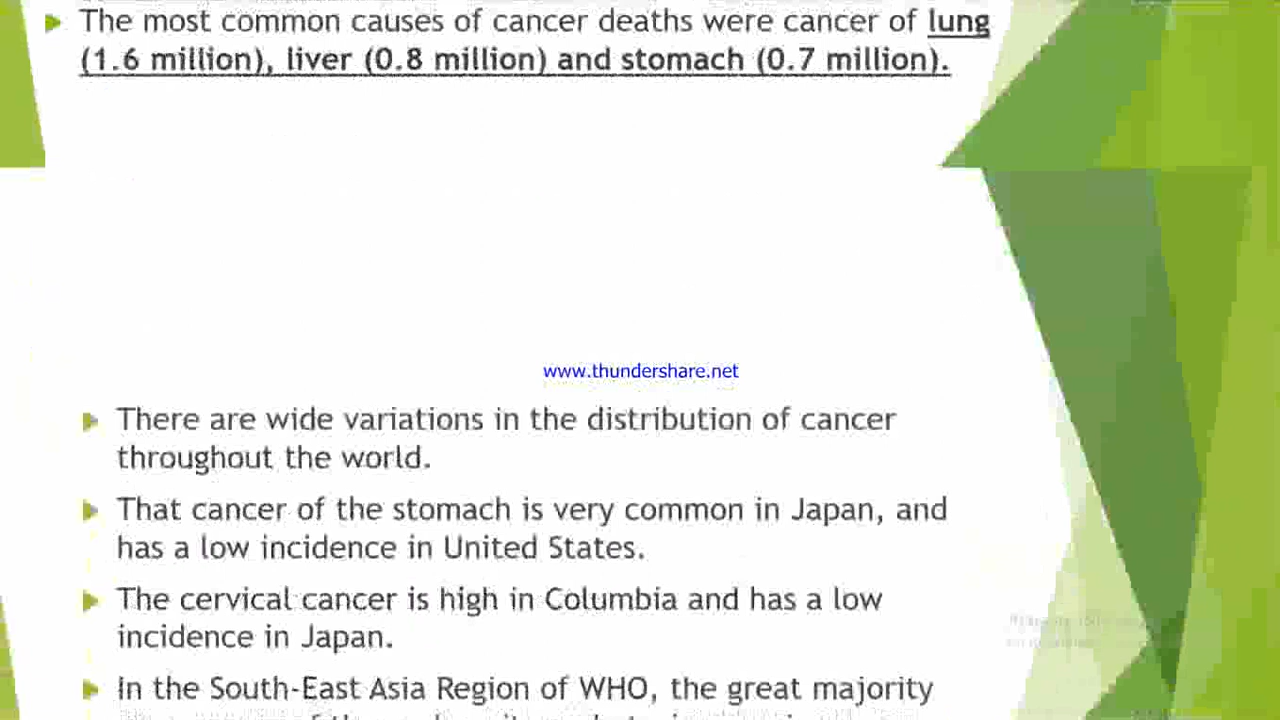 The most common causes of cancer deaths were cancer of lung
(1.6 million), liver (0.8 million) and stomach (0.7 million).
www.thundershare.net
There are wide variations in the distribution of cancer
throughout the world.
That cancer of the stomach is very common in Japan, and
has a low incidence in United States.
The cervical cancer is high in Columbia and has a low
incidence in Japan.
In the South-East Asia Region of WHO, the great majority